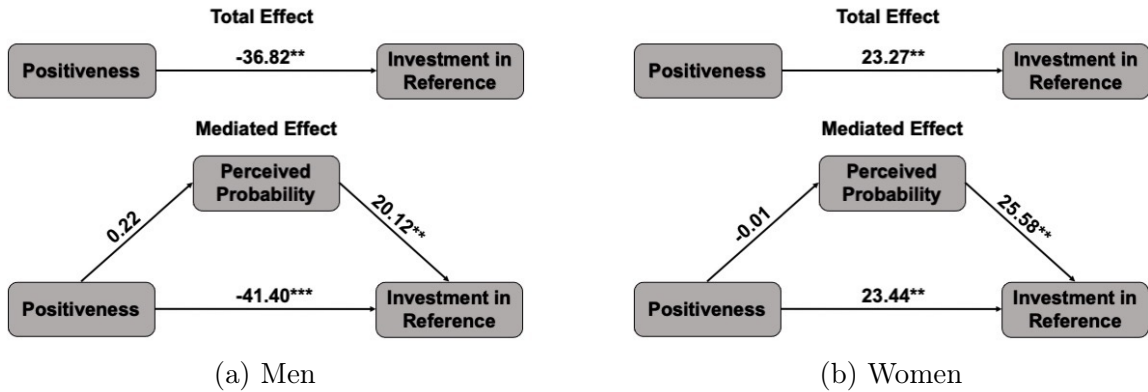 Total Effect
Positiveness
-36.82**
Investment in
Reference
Mediated Effect
Perceived
Probability
0.22
20.12**
Positiveness
-41.40***
Investment in
Reference
(a) Men
Total Effect
Positiveness
23.27**
Investment in
Reference
Mediated Effect
Perceived
Probability
-0.01
25.58**
Positiveness
23.44**
Investment in
Reference
(b) Women